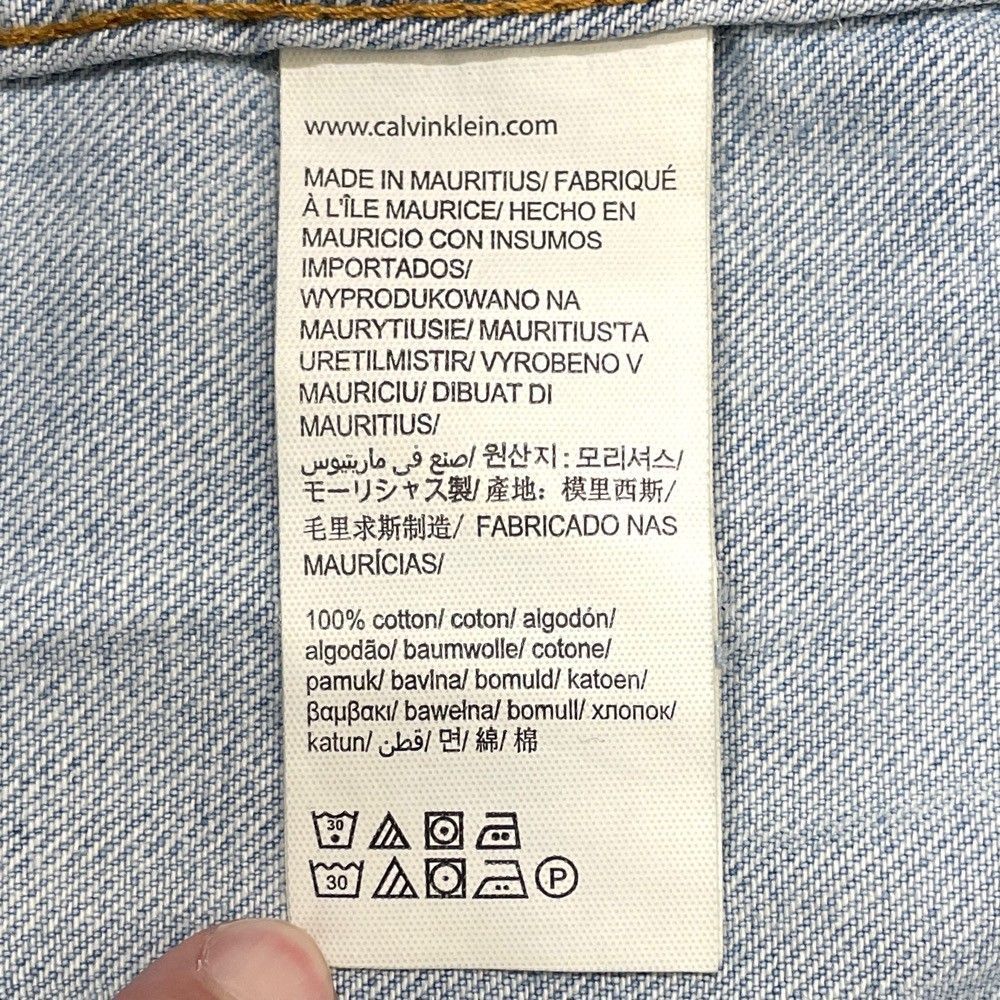 www.calvinklein.com
MADE IN MAURITIUS/ FABRIQUÉ
À L'ÎLE MAURICE/ HECHO EN
MAURICIO CON INSUMOS
IMPORTADOS/
WYPRODUKOWANO NA
MAURYTIUSIE/ MAURITIUS'TA
URETILMISTIR/ VYROBENO V
MAURICIU/ DIBUAT DI
MAURITIUS/
صنع في ماريتيوس/ 원산지: 모리셔스/
モーリシャス製/ 產地: 模里西斯/
毛里求斯制造/ FABRICADO NAS
MAURÍCIAS/
100% cotton/ coton/ algodón/
algodão/ baumwolle/ cotone/
pamuk/ bavlna/ bomuld/ katoen/
βαμβακι/ bawełna/ bomull/ хлопок/
katun/ قطن/ 면/ 綿/ 棉
30
30 P